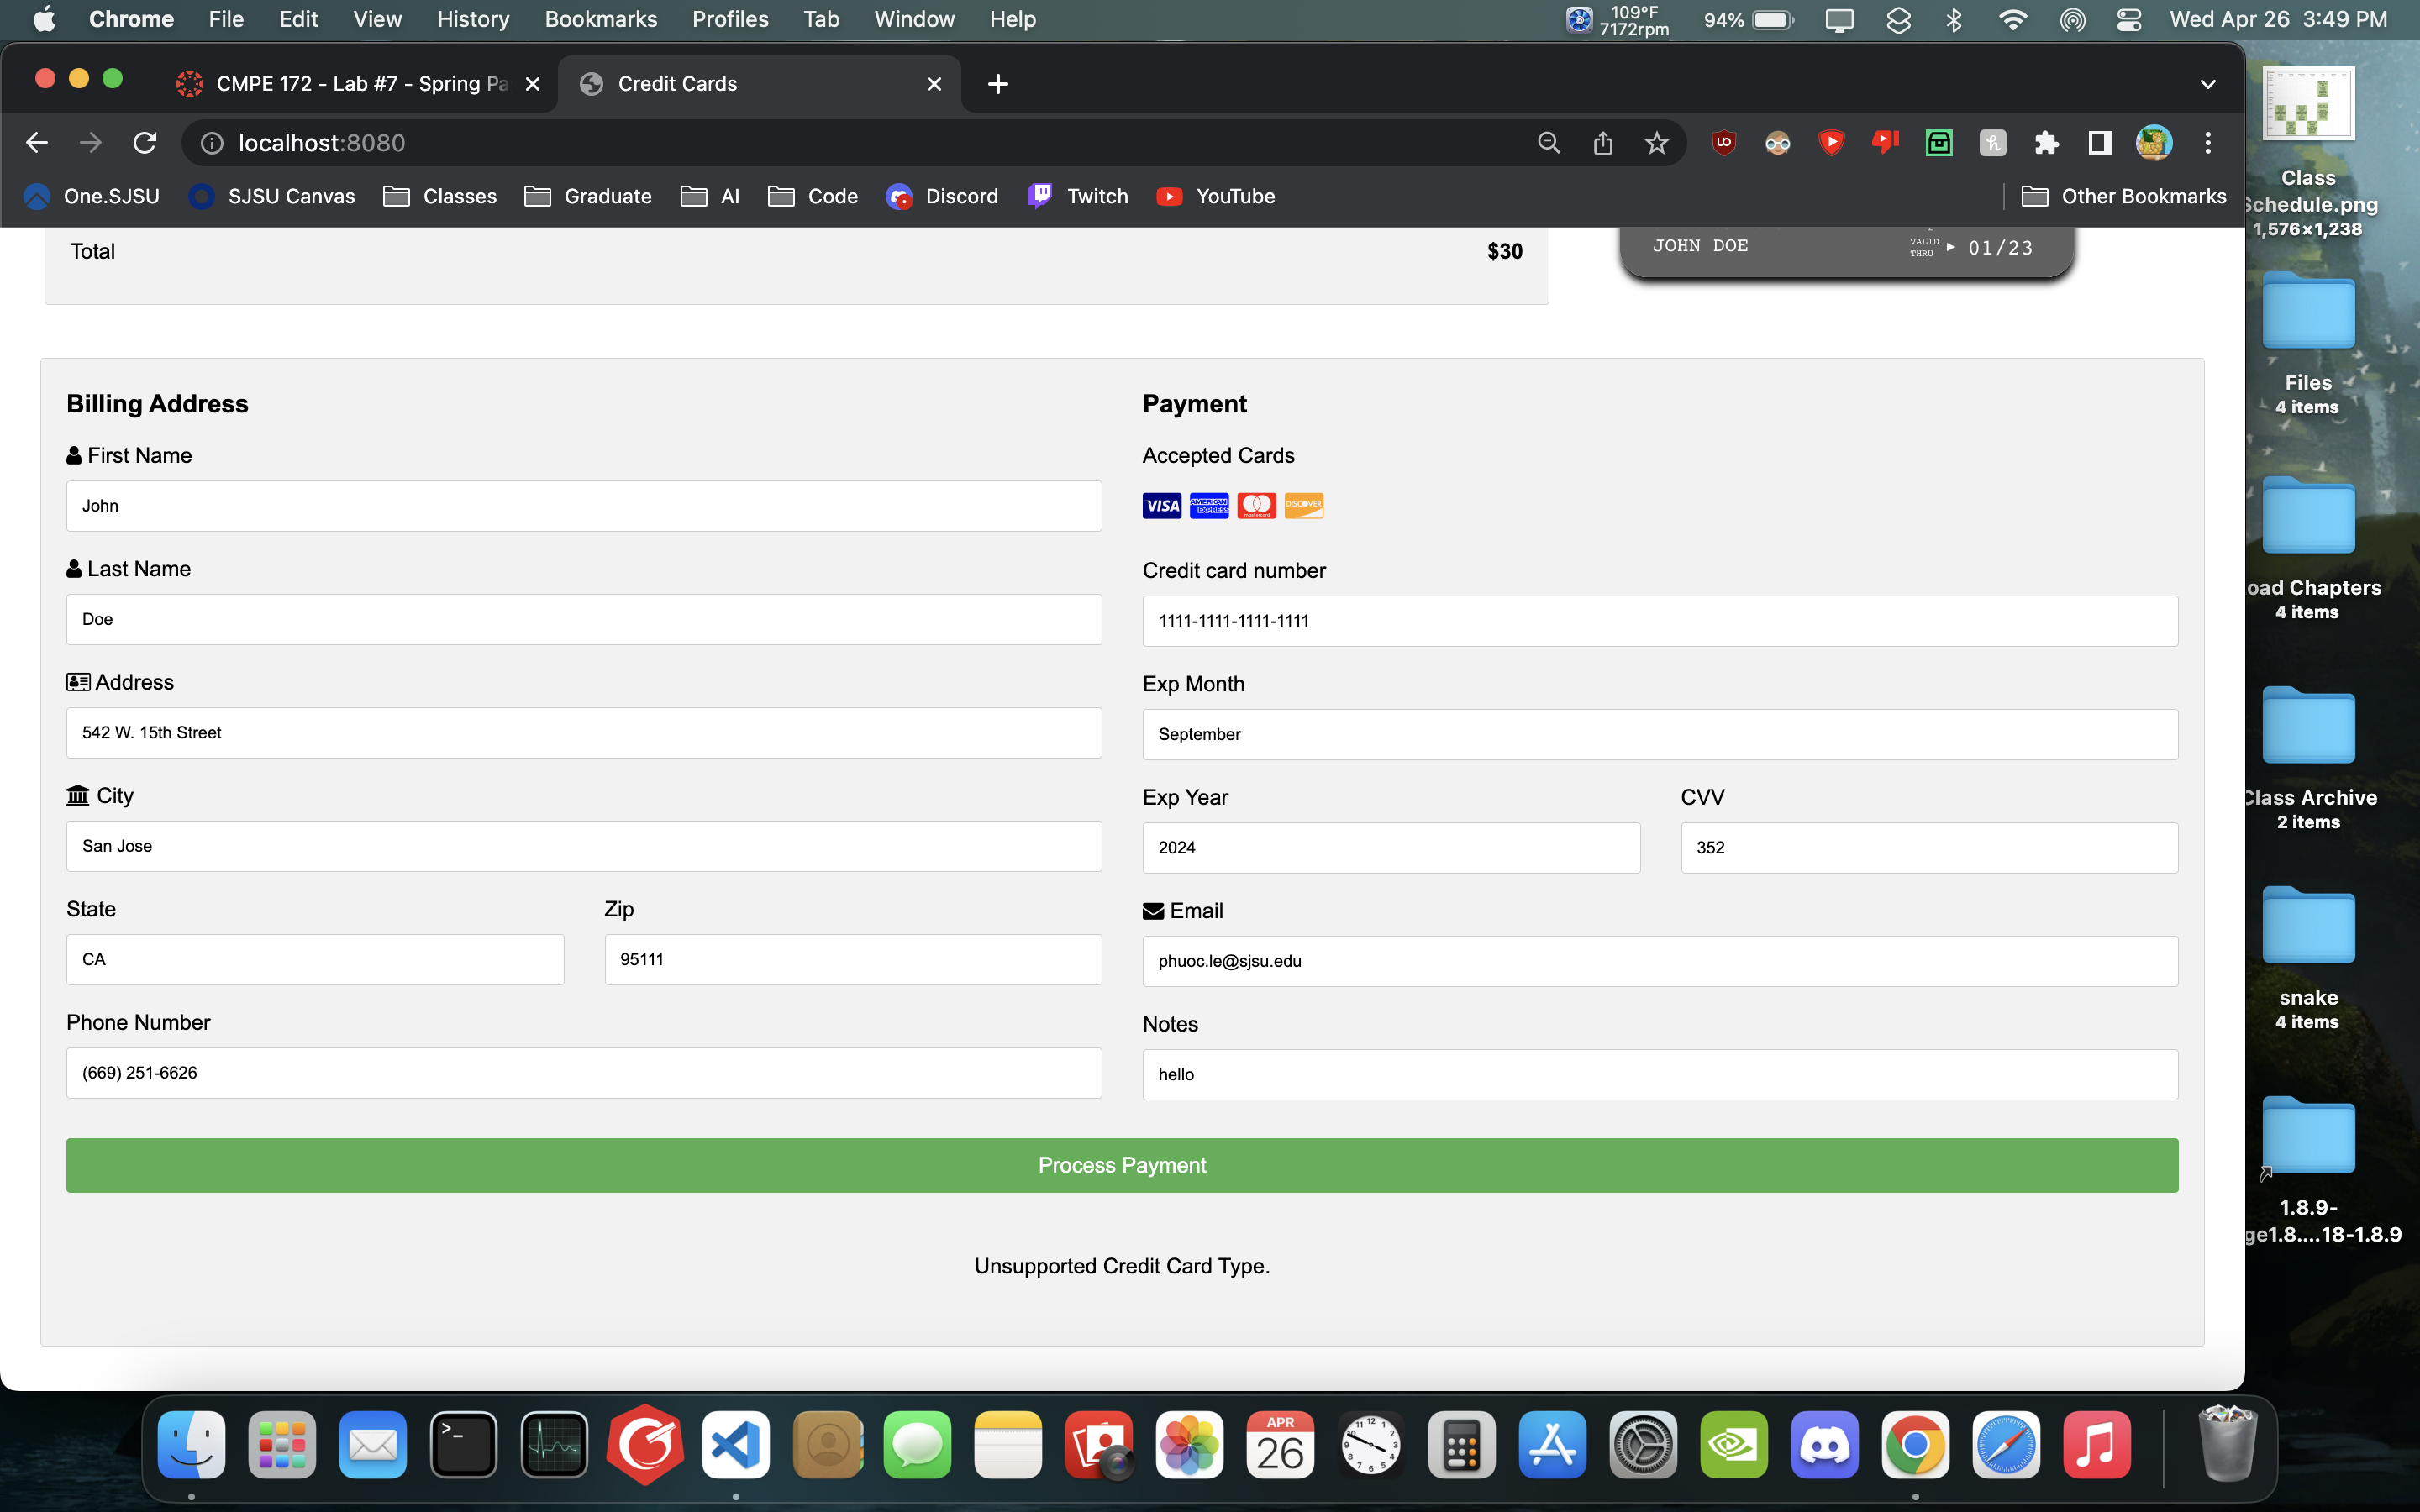 Chrome File Edit View History Bookmarks Profiles Tab Window Help
109°F
7172rpm
94%
Wed Apr 26 3:49 PM
CMPE 172 - Lab #7 - Spring Pa
Credit Cards
localhost:8080
One.SJSU SJSU Canvas Classes Graduate AI Code Discord Twitch YouTube Other Bookmarks
Total $30
JOHN DOE VALID THRU 01/23
Billing Address
First Name
John
Last Name
Doe
Address
542 W. 15th Street
City
San Jose
State Zip
CA 95111
Phone Number
(669) 251-6626
Payment
Accepted Cards
VISA AMERICAN EXPRESS mastercard DISCOVER
Credit card number
1111-1111-1111-1111
Exp Month
September
Exp Year CVV
2024 352
Email
phuoc.le@sjsu.edu
Notes
hello
Process Payment
Unsupported Credit Card Type.
Class
Schedule.png
1,576×1,238
Files
4 items
oad Chapters
4 items
Class Archive
2 items
snake
4 items
1.8.9-
ge1.8....18-1.8.9
APR
26